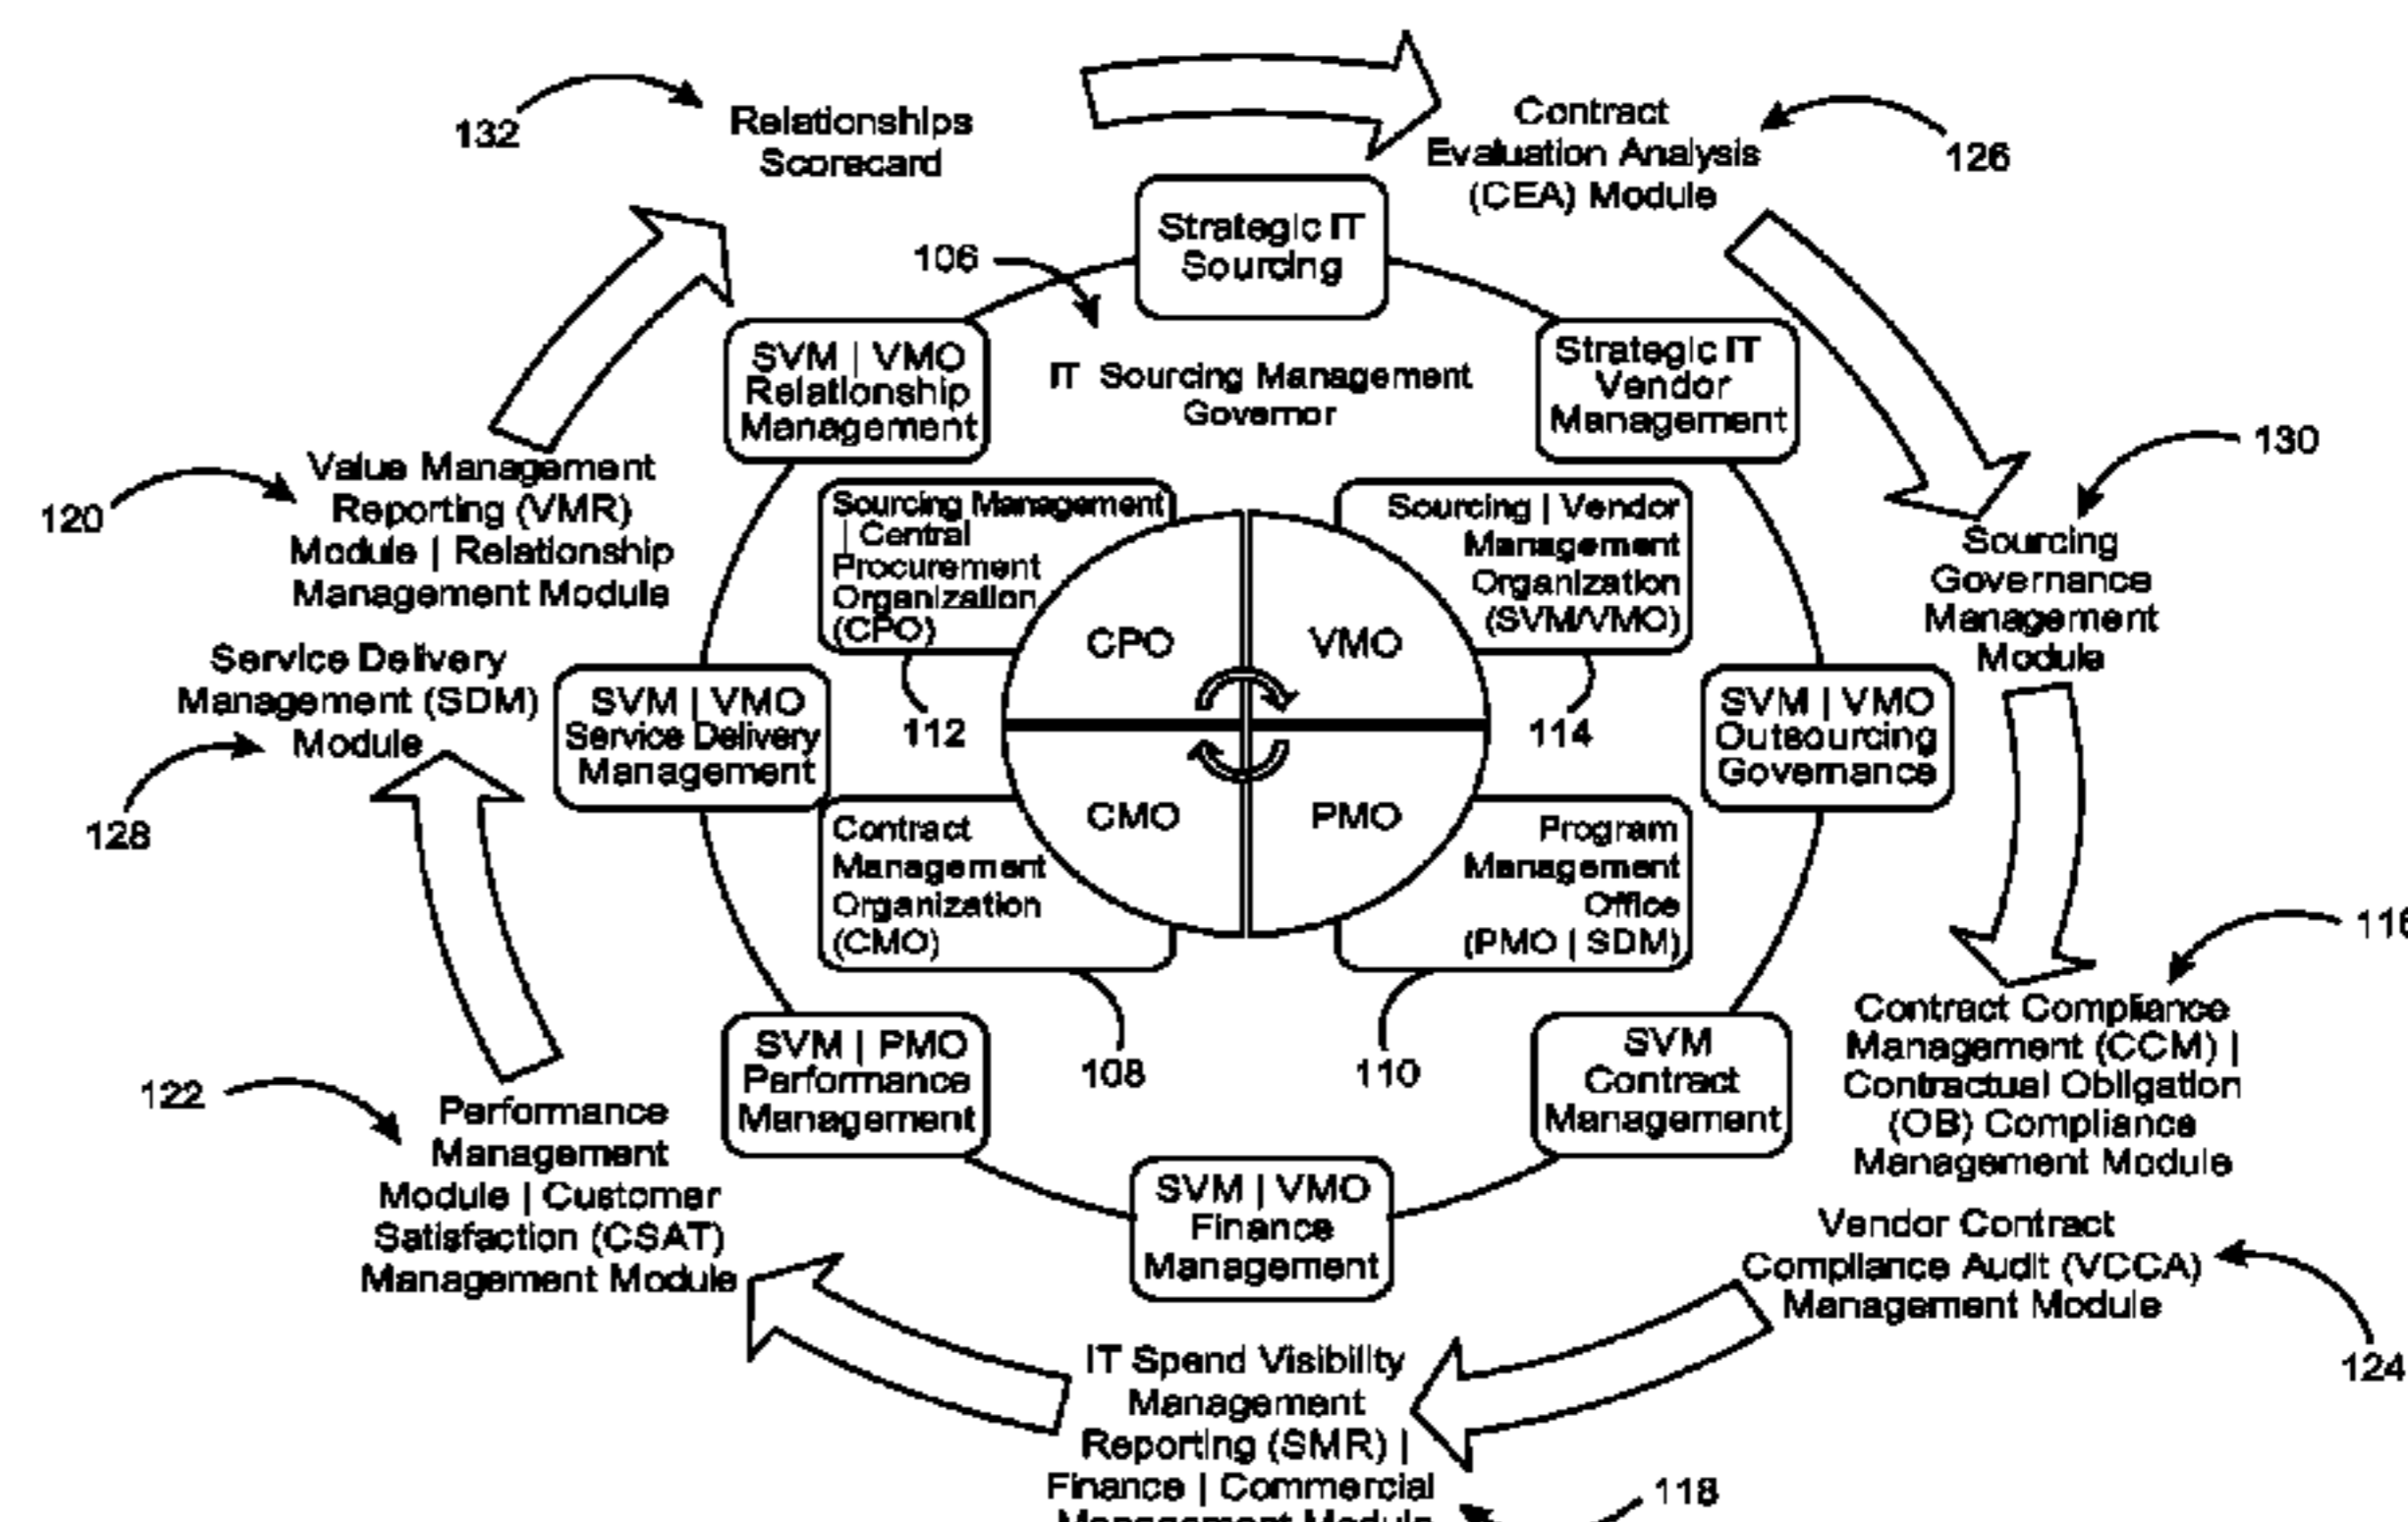 132
Relationships
Scorecard
Contract
Evaluation Analysis
(CEA) Module
126
Strategic IT
Sourcing
106
IT Sourcing Management
Governor
SVM | VMO
Relationship
Management
Strategic IT
Vendor
Management
130
120
Value Management
Reporting (VMR)
Module | Relationship
Management Module
Sourcing Management
| Central
Procurement
Organization
(CPO)
Sourcing | Vendor
Management
Organization
(SVM/VMO)
Sourcing
Governance
Management
Module
CPO
VMO
Service Delivery
Management (SDM)
Module
128
SVM | VMO
Service Delivery
Management
112
114
SVM | VMO
Outsourcing
Governance
CMO
PMO
Contract
Management
Organization
(CMO)
Program
Management
Office
(PMO | SDM)
108
110
122
Performance
Management
Module | Customer
Satisfaction (CSAT)
Management Module
SVM | PMO
Performance
Management
SVM
Contract
Management
Contract Compliance
Management (CCM) |
Contractual Obligation
(OB) Compliance
Management Module
SVM | VMO
Finance
Management
Vendor Contract
Compliance Audit (VCCA)
Management Module
124
IT Spend Visibility
Management
Reporting (SMR) |
Finance | Commercial
Management Module
118